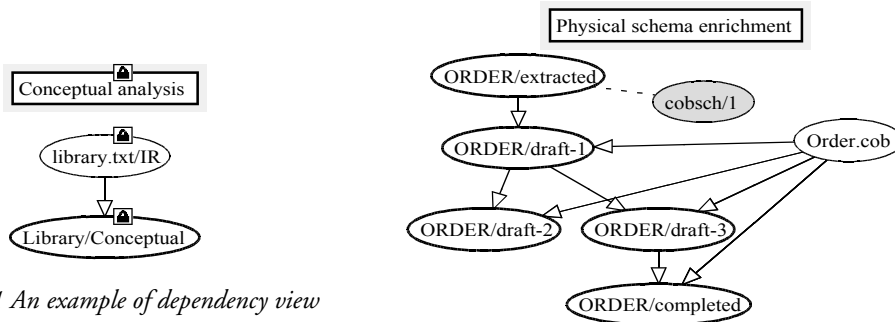 Conceptual analysis
library.txt/IR
Library/Conceptual
An example of dependency view
Physical schema enrichment
ORDER/extracted
cobsch/1
ORDER/draft-1
Order.cob
ORDER/draft-2
ORDER/draft-3
ORDER/completed